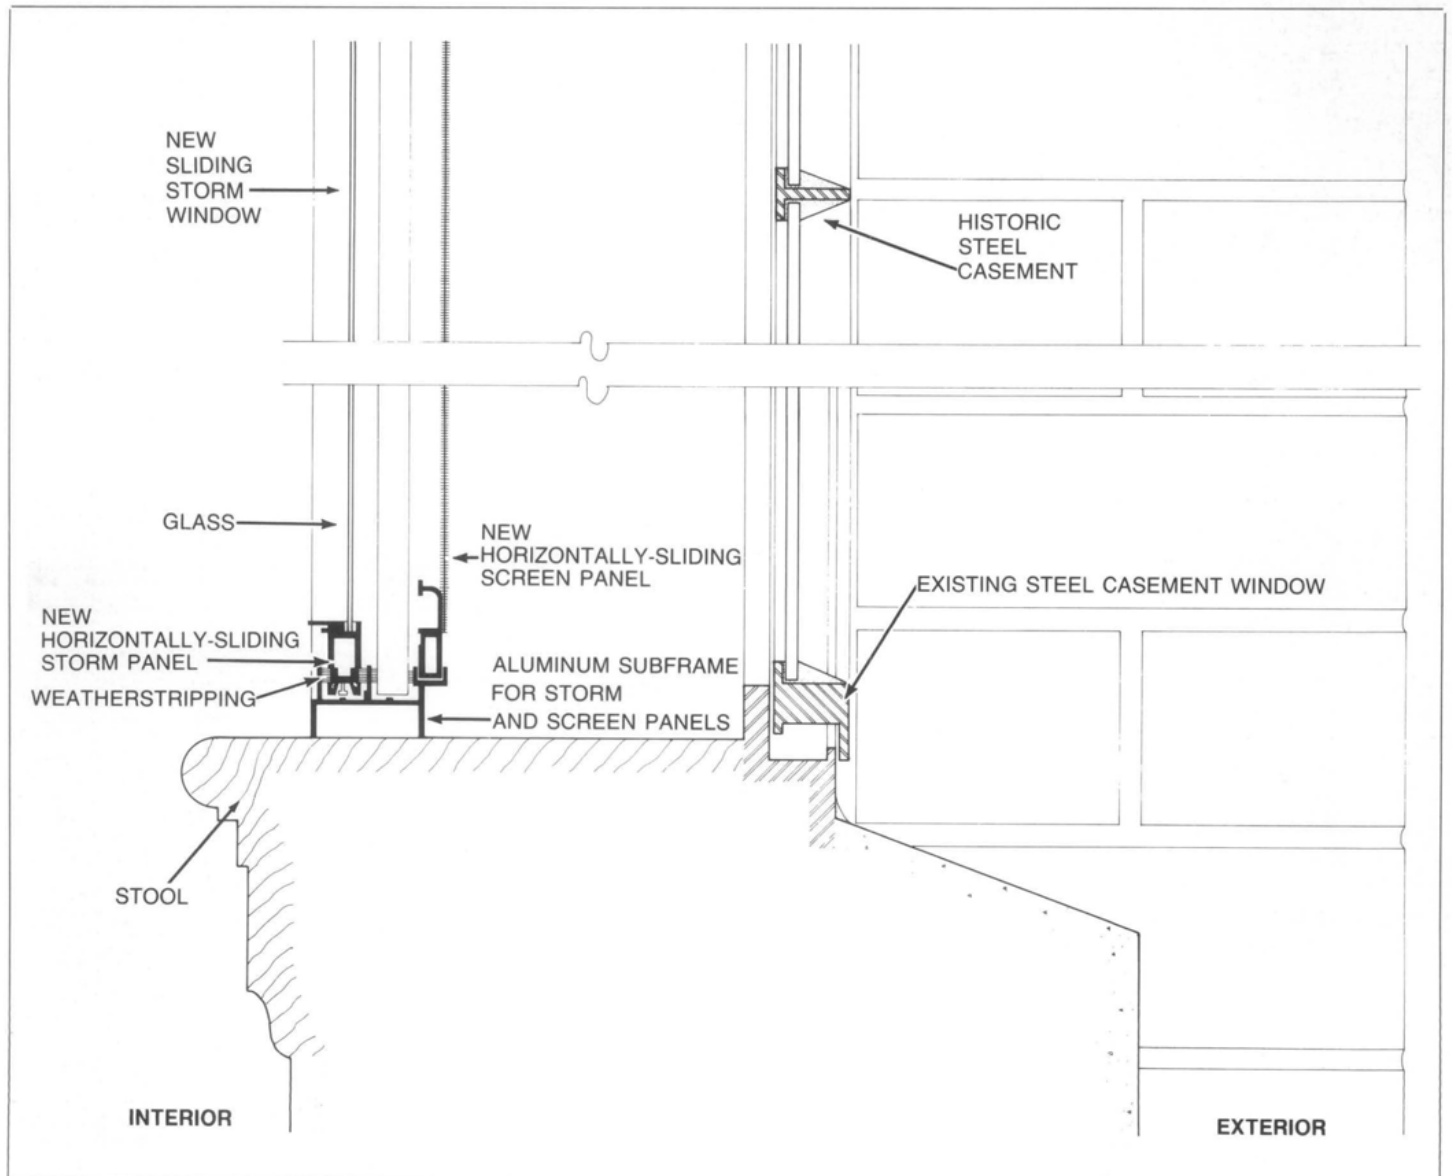 NEW
SLIDING
STORM
WINDOW
HISTORIC
STEEL
CASEMENT
GLASS
NEW
HORIZONTALLY-SLIDING
SCREEN PANEL
EXISTING STEEL CASEMENT WINDOW
NEW
HORIZONTALLY-SLIDING
STORM PANEL
WEATHERSTRIPPING
ALUMINUM SUBFRAME
FOR STORM
AND SCREEN PANELS
STOOL
INTERIOR
EXTERIOR